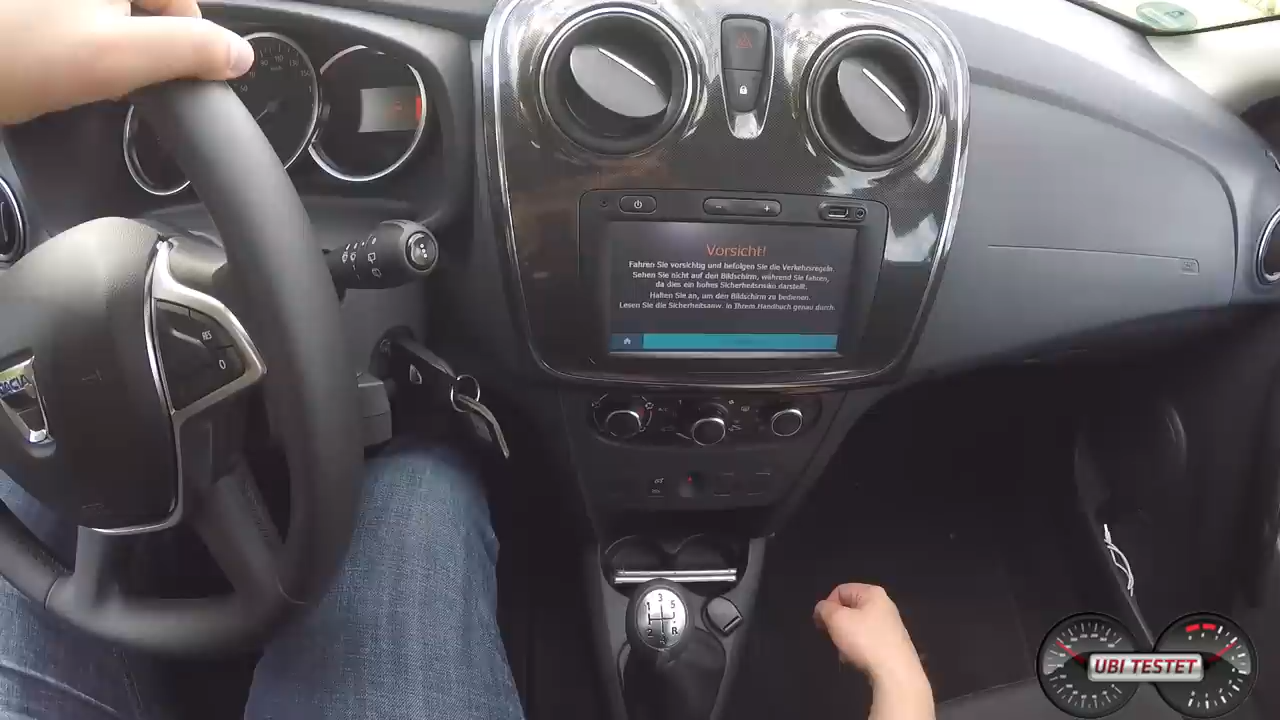 Vorsicht!
Fahren Sie vorsichtig und befolgen Sie die Verkehrsregeln.
Sehen Sie nicht auf den Bildschirm, während Sie fahren,
da dies ein hohes Sicherheitsrisiko darstellt.
Halten Sie an, um den Bildschirm zu bedienen.
Lesen Sie die Sicherheitsanw. in Ihrem Handbuch genau durch.
DACIA
1 3 5
2 4 R
UBI TESTET